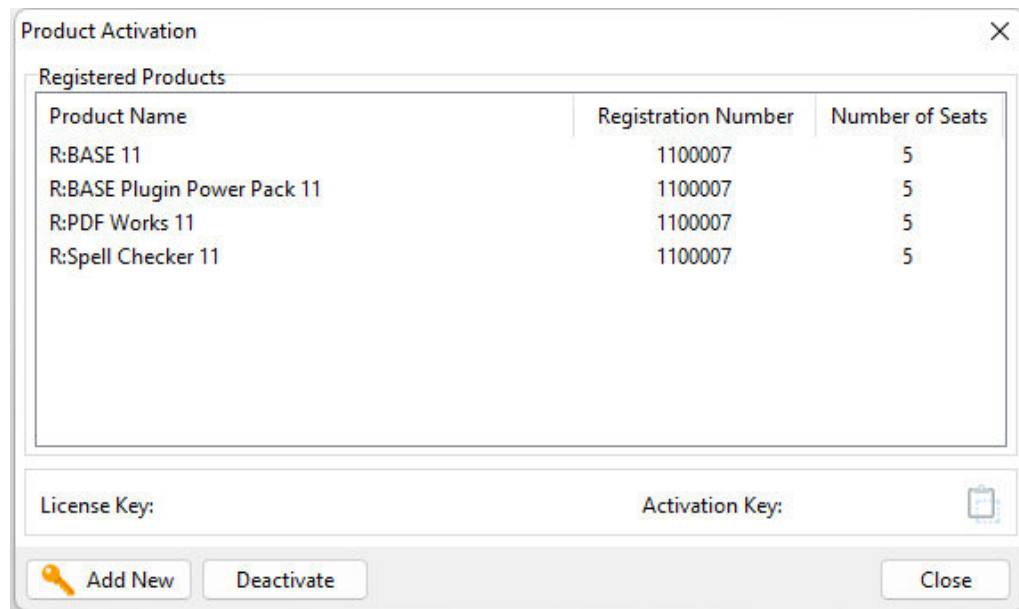 Product Activation
Registered Products
Product Name Registration Number Number of Seats
R:BASE 11 1100007 5
R:BASE Plugin Power Pack 11 1100007 5
R:PDF Works 11 1100007 5
R:Spell Checker 11 1100007 5
License Key: Activation Key:
Add New Deactivate Close